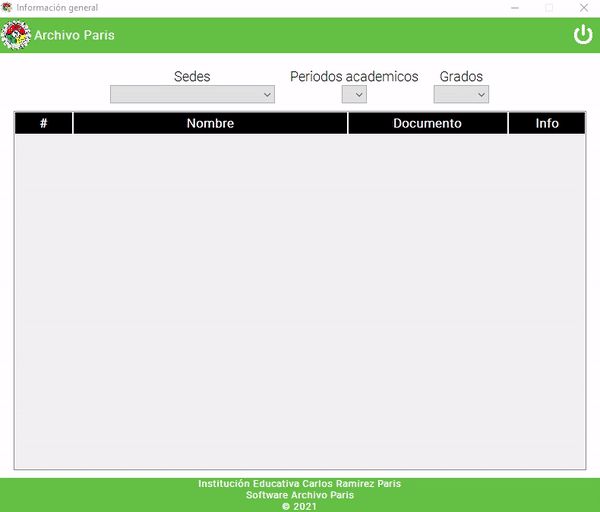 Información general
Archivo Paris
Sedes Periodos academicos Grados
# Nombre Documento Info
Institución Educativa Carlos Ramírez Paris
Software Archivo Paris
© 2021